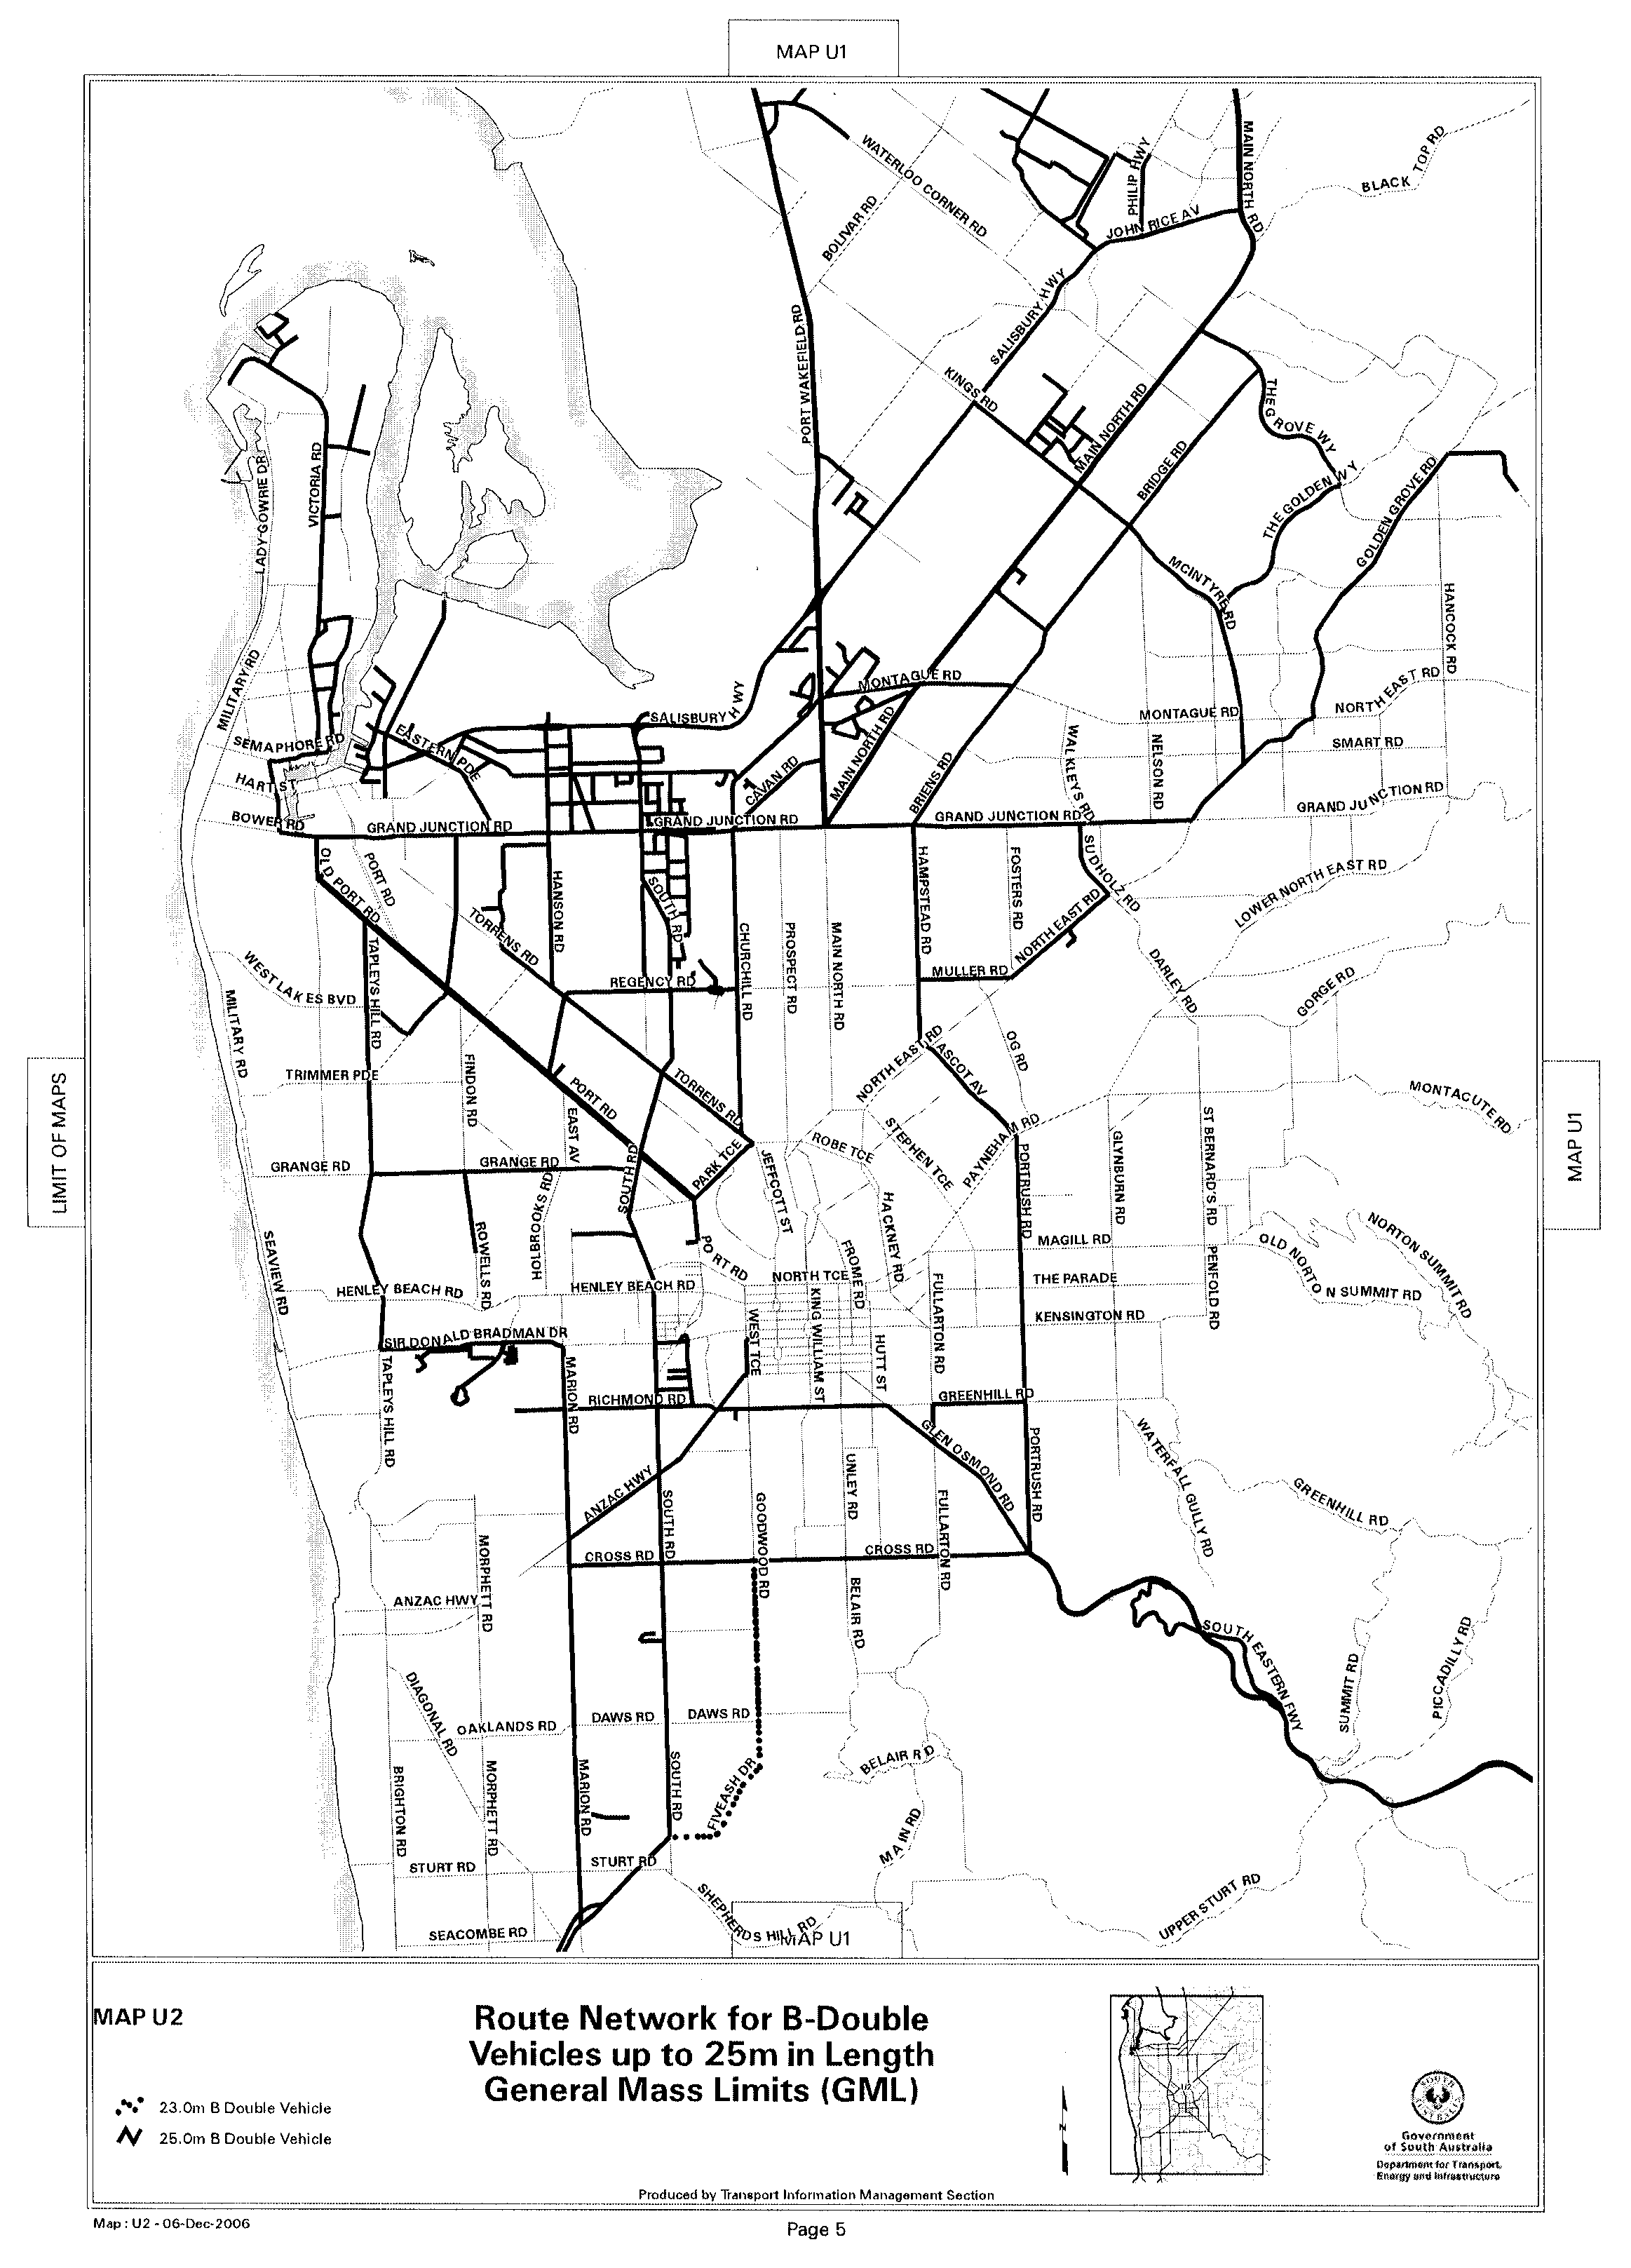 MAP U1
WATERLOO CORNER RD
BOLIVAR RD
PHILIP HWY
MAIN NORTH RD
BLACK TOP RD
JOHN RICE AV
PORT WAKEFIELD RD
SALISBURY HWY
KINGS RD
MAIN NORTH RD
THE GROVE WY
BRIDGE RD
THE GOLDEN WY
GOLDEN GROVE RD
LADY GOWRIE DR
VICTORIA RD
MCINTYRE RD
HANCOCK RD
MILITARY RD
MONTAGUE RD
NORTH EAST RD
SALISBURY HWY
MONTAGUE RD
SEMAPHORE RD
EASTERN PDE
MAIN NORTH RD
WALKLEYS RD
NELSON RD
SMART RD
HART ST
CAVAN RD
BRIENS RD
BOWER RD
GRAND JUNCTION RD
GRAND JUNCTION RD
GRAND JUNCTION RD
GRAND JUNCTION RD
OLD PORT RD
PORT RD
HANSON RD
SOUTH RD
HAMPSTEAD RD
FOSTERS RD
SUDHOLZ RD
LOWER NORTH EAST RD
TORRENS RD
CHURCHILL RD
PROSPECT RD
MAIN NORTH RD
NORTH EAST RD
TAPLEYS HILL RD
WEST LAKES BVD
REGENCY RD
MULLER RD
DARLEY RD
GORGE RD
MILITARY RD
TRIMMER PDE
FINDON RD
PORT RD
EAST AV
TORRENS RD
NORTH EAST RD
ASCOT AV
OG RD
MONTACUTE RD
LIMIT OF MAPS
MAP U1
GRANGE RD
GRANGE RD
SOUTH RD
PARK TCE
JEFFCOTT ST
ROBE TCE
STEPHEN TCE
PAYNEHAM RD
PORTRUSH RD
GLYNBURN RD
ST BERNARD'S RD
HOLBROOKS RD
ROWELLS RD
SEAVIEW RD
HACKNEY RD
MAGILL RD
OLD NORTON SUMMIT RD
NORTON SUMMIT RD
PORT RD
FROME RD
HENLEY BEACH RD
HENLEY BEACH RD
NORTH TCE
THE PARADE
PENFOLD RD
KENSINGTON RD
SIR DONALD BRADMAN DR
WEST TCE
KING WILLIAM ST
HUTT ST
FULLARTON RD
TAPLEYS HILL RD
MARION RD
RICHMOND RD
GREENHILL RD
GLEN OSMOND RD
PORTRUSH RD
WATERFALL GULLY RD
GREENHILL RD
ANZAC HWY
SOUTH RD
GOODWOOD RD
UNLEY RD
FULLARTON RD
MORPHETT RD
CROSS RD
CROSS RD
ANZAC HWY
BELAIR RD
SOUTH EASTERN FWY
SUMMIT RD
PICCADILLY RD
DIAGONAL RD
OAKLANDS RD
DAWS RD
DAWS RD
BELAIR RD
BRIGHTON RD
MORPHETT RD
MARION RD
SOUTH RD
FIVEASH DR
MAIN RD
STURT RD
STURT RD
SHEPHERDS HILL RD
SEACOMBE RD
MAP U1
UPPER STURT RD
MAP U2
Route Network for B-Double
Vehicles up to 25m in Length
General Mass Limits (GML)
23.0m B Double Vehicle
25.0m B Double Vehicle
N
U2
SOUTH AUSTRALIA
Government
of South Australia
Department for Transport,
Energy and Infrastructure
Produced by Transport Information Management Section
Map : U2 - 06-Dec-2006
Page 5